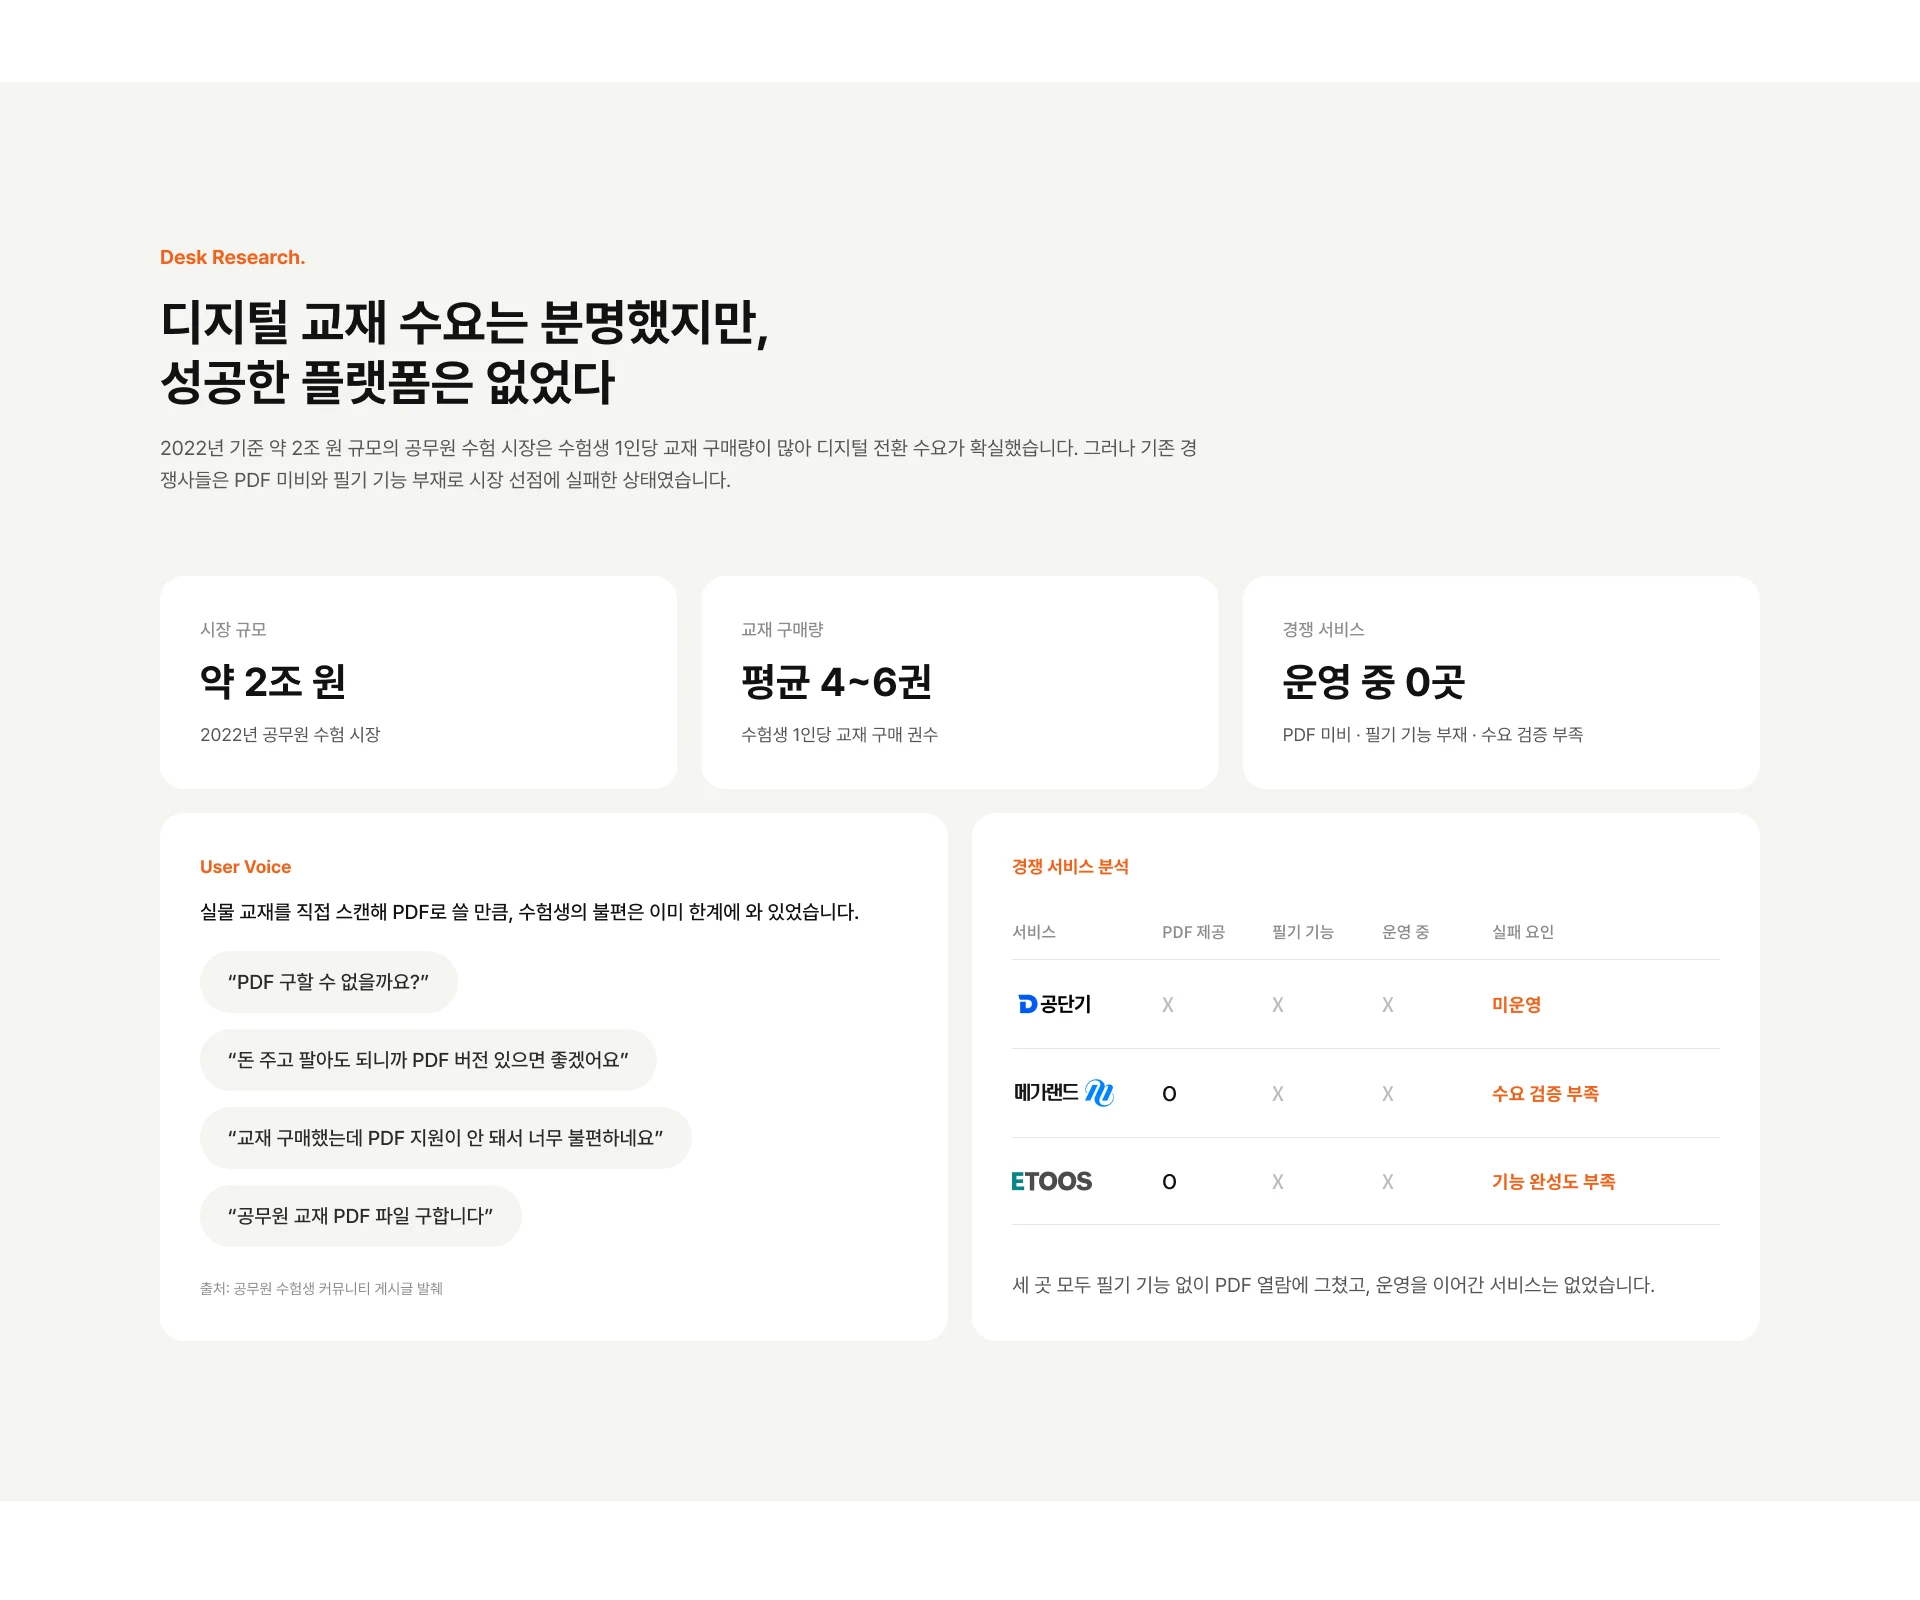 Desk Research.
디지털 교재 수요는 분명했지만,
성공한 플랫폼은 없었다
2022년 기준 약 2조 원 규모의 공무원 수험 시장은 수험생 1인당 교재 구매량이 많아 디지털 전환 수요가 확실했습니다. 그러나 기존 경
쟁사들은 PDF 미비와 필기 기능 부재로 시장 선점에 실패한 상태였습니다.
시장 규모
약 2조 원
2022년 공무원 수험 시장
교재 구매량
평균 4~6권
수험생 1인당 교재 구매 권수
경쟁 서비스
운영 중 0곳
PDF 미비 · 필기 기능 부재 · 수요 검증 부족
User Voice
실물 교재를 직접 스캔해 PDF로 쓸 만큼, 수험생의 불편은 이미 한계에 와 있었습니다.
“PDF 구할 수 없을까요?”
“돈 주고 팔아도 되니까 PDF 버전 있으면 좋겠어요”
“교재 구매했는데 PDF 지원이 안 돼서 너무 불편하네요”
“공무원 교재 PDF 파일 구합니다”
출처: 공무원 수험생 커뮤니티 게시글 발췌
경쟁 서비스 분석
서비스 PDF 제공 필기 기능 운영 중 실패 요인
공단기 X X X 미운영
메가랜드 O X X 수요 검증 부족
ETOOS O X X 기능 완성도 부족
세 곳 모두 필기 기능 없이 PDF 열람에 그쳤고, 운영을 이어간 서비스는 없었습니다.